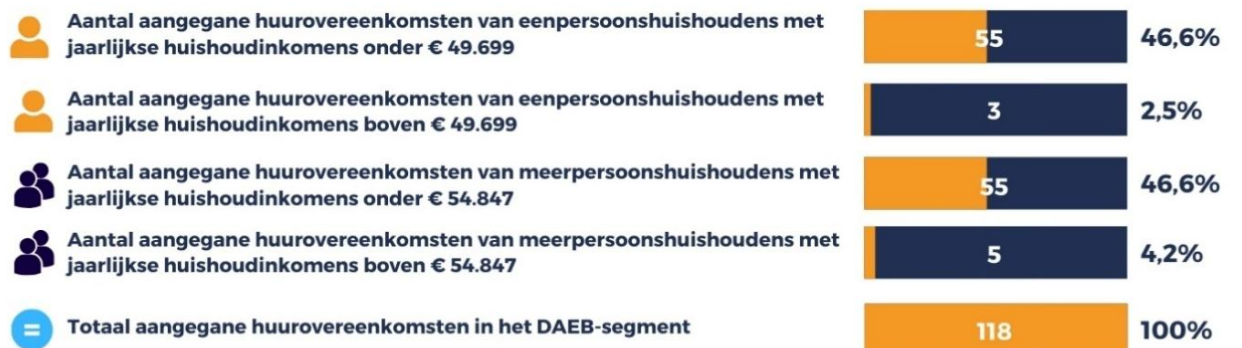 Aantal aangegane huurovereenkomsten van eenpersoonshuishoudens met
jaarlijkse huishoudinkomens onder € 49.699
55
46,6%
Aantal aangegane huurovereenkomsten van eenpersoonshuishoudens met
jaarlijkse huishoudinkomens boven € 49.699
3
2,5%
Aantal aangegane huurovereenkomsten van meerpersoonshuishoudens met
jaarlijkse huishoudinkomens onder € 54.847
55
46,6%
Aantal aangegane huurovereenkomsten van meerpersoonshuishoudens met
jaarlijkse huishoudinkomens boven € 54.847
5
4,2%
Totaal aangegane huurovereenkomsten in het DAEB-segment
118
100%